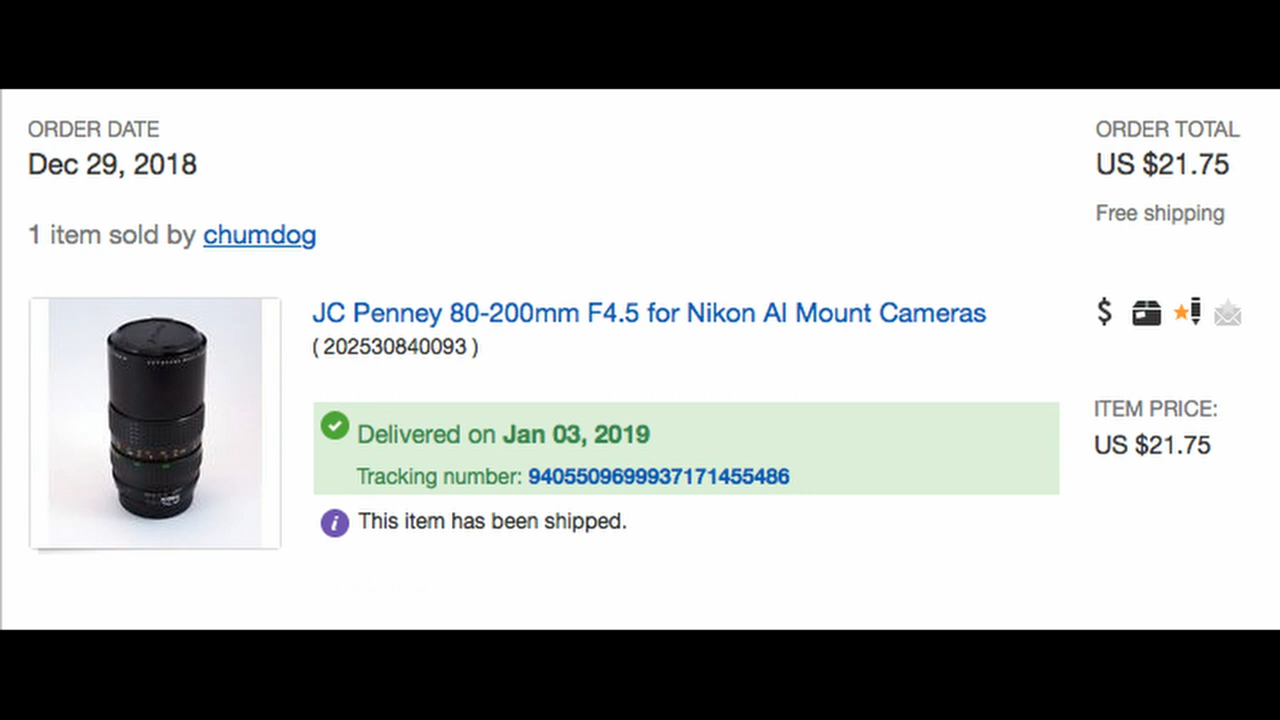 ORDER DATE
Dec 29, 2018
ORDER TOTAL
US $21.75
Free shipping
1 item sold by chumdog
JC Penney 80-200mm F4.5 for Nikon AI Mount Cameras
( 202530840093 )
Delivered on Jan 03, 2019
Tracking number: 9405509699937171455486
This item has been shipped.
ITEM PRICE:
US $21.75